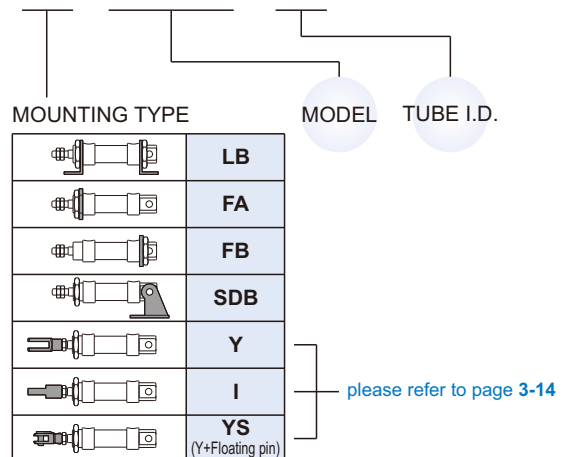 MOUNTING TYPE
MODEL
TUBE I.D.
LB
FA
FB
SDB
Y
I
please refer to page 3-14
YS
(Y+Floating pin)